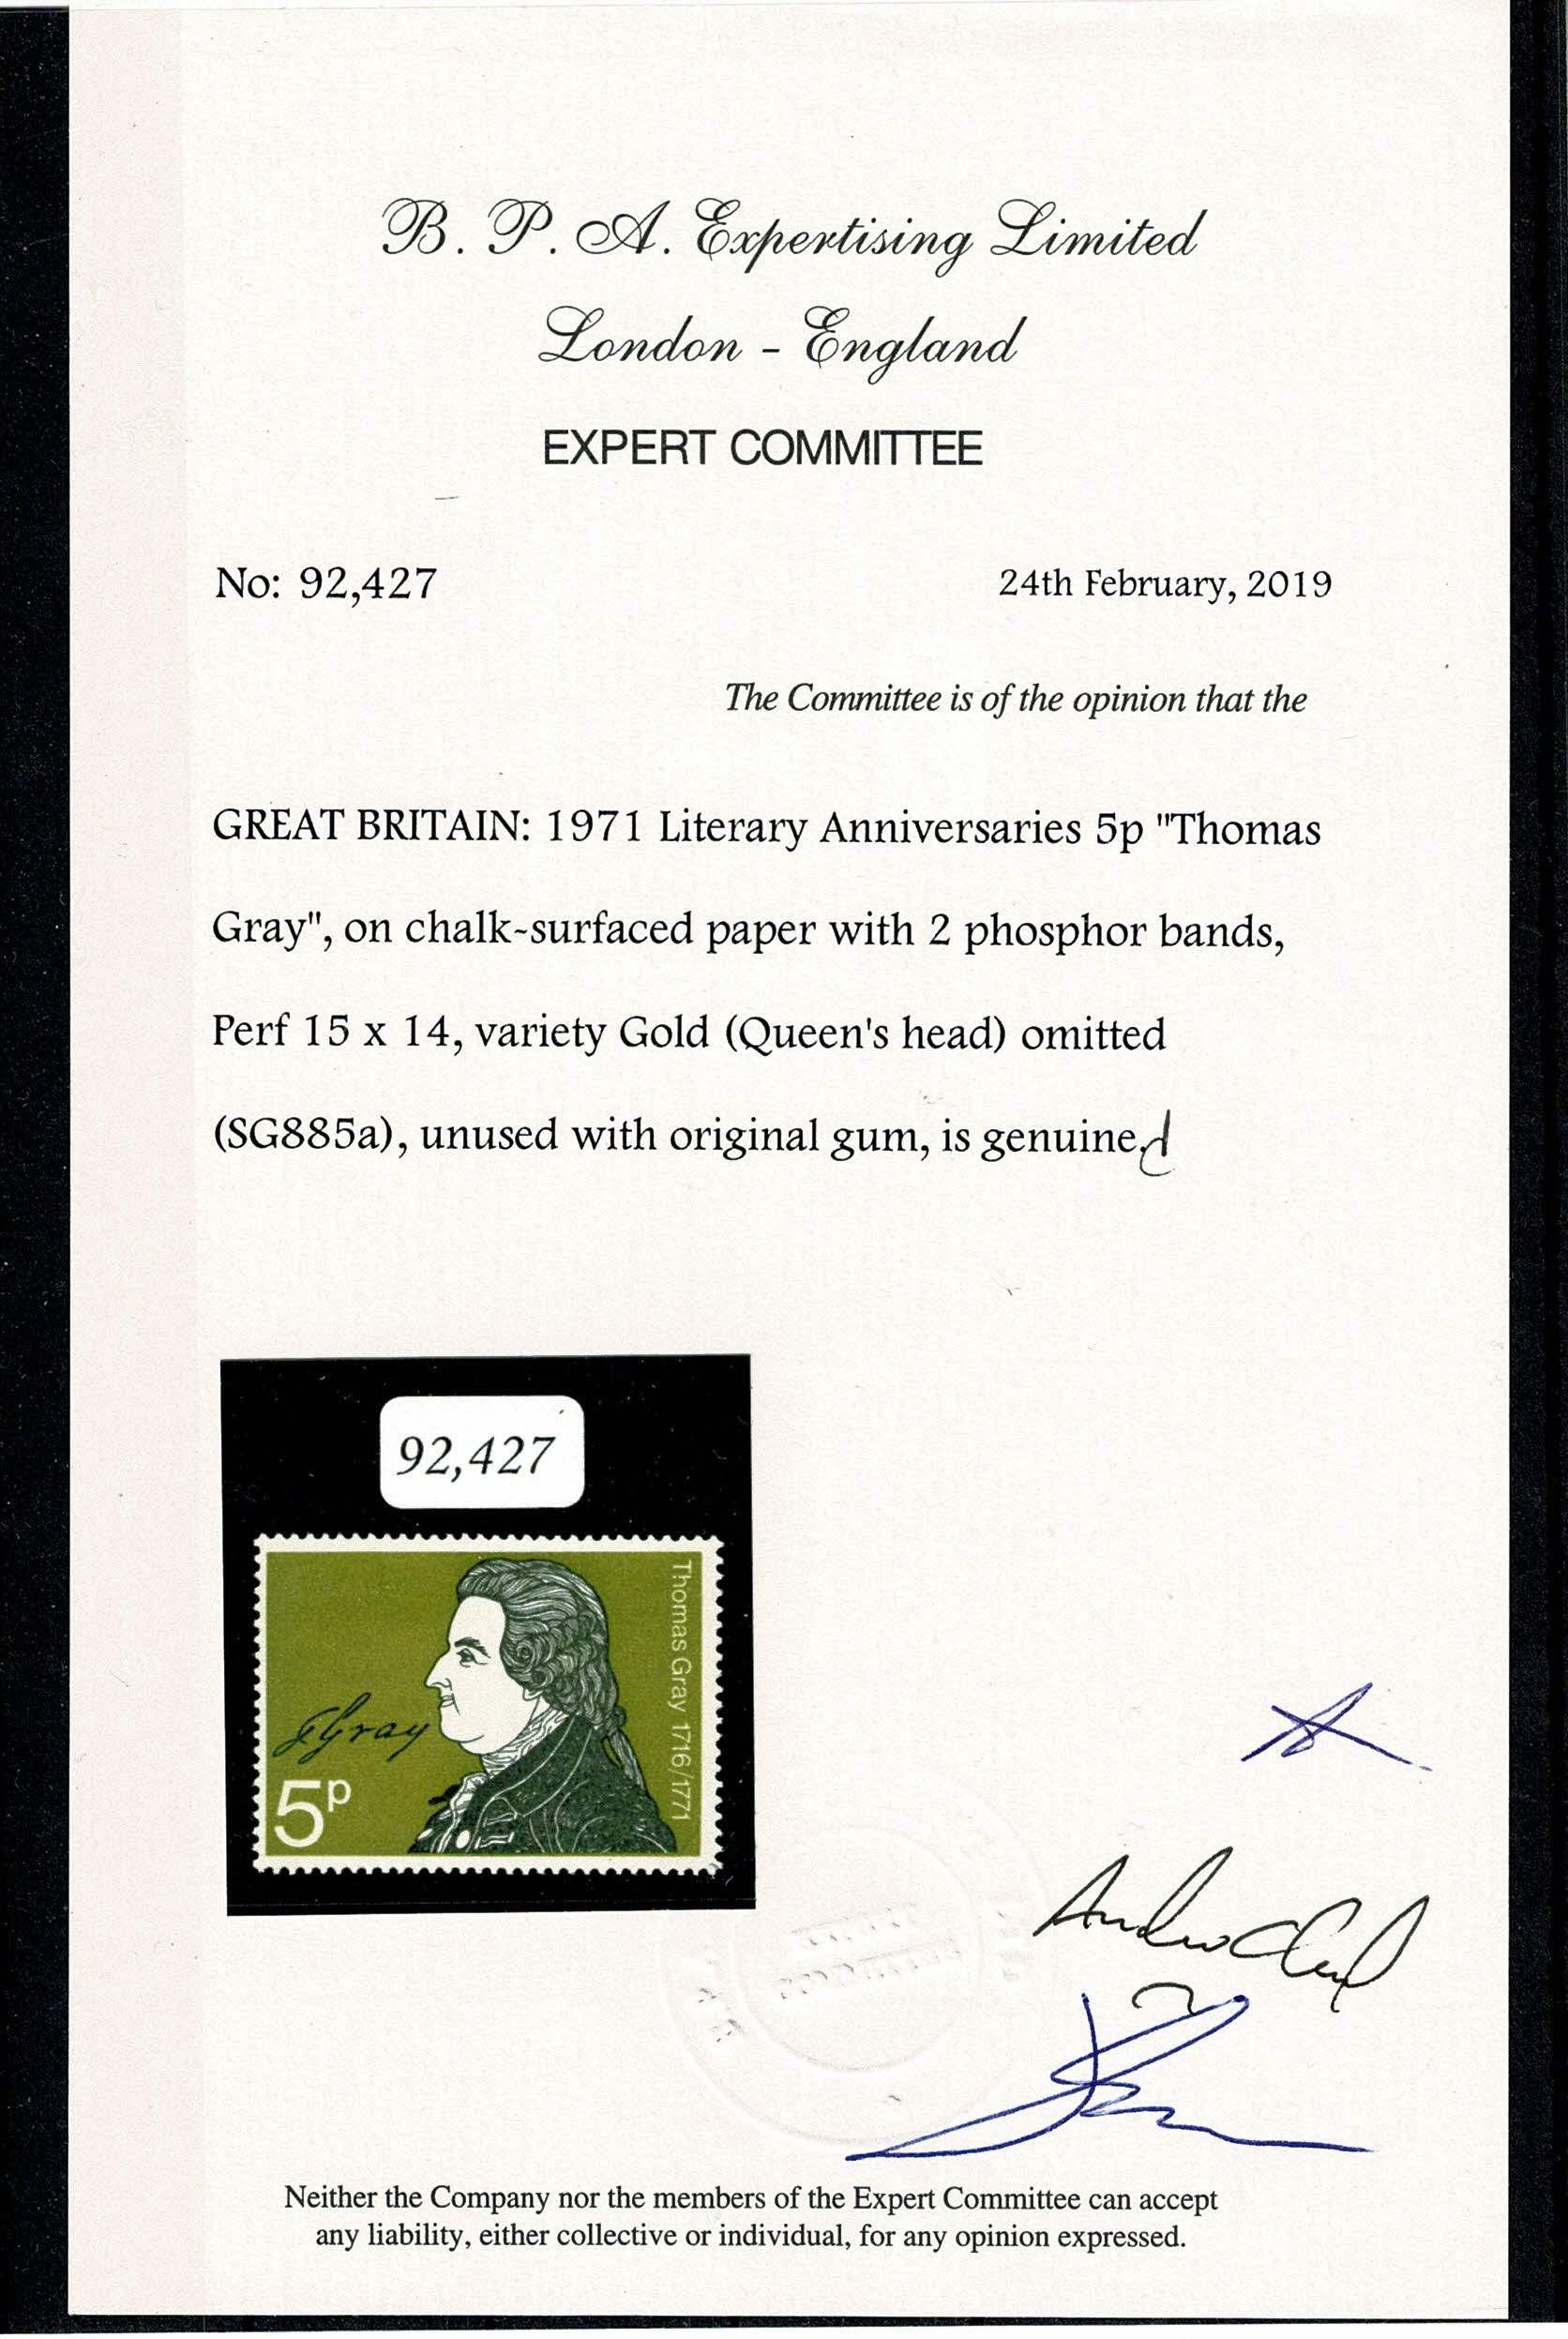 B. P. A. Expertising Limited
London - England
EXPERT COMMITTEE
No: 92,427 24th February, 2019
The Committee is of the opinion that the
GREAT BRITAIN: 1971 Literary Anniversaries 5p "Thomas
Gray", on chalk-surfaced paper with 2 phosphor bands,
Perf 15 x 14, variety Gold (Queen's head) omitted
(SG885a), unused with original gum, is genuine.
92,427
Thomas Gray 1716/1771
TGray
5p
Neither the Company nor the members of the Expert Committee can accept
any liability, either collective or individual, for any opinion expressed.